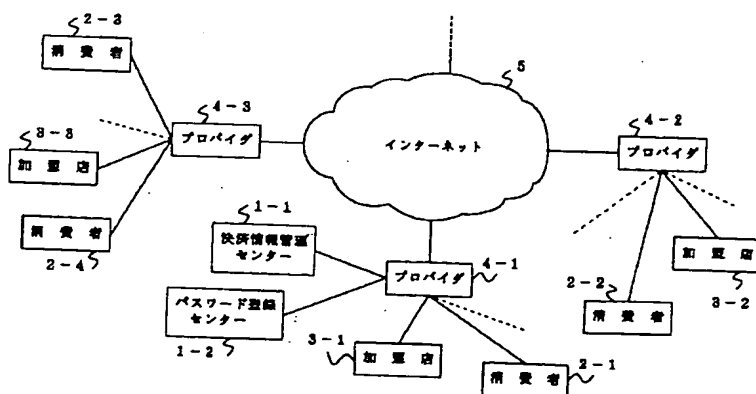 2-3
消費者
5
4-3
4-2
3-3
プロバイダ
プロバイダ
加盟店
インターネット
1-1
消費者
決済情報管理
センター
2-4
プロバイダ
4-1
加盟店
2-2
3-2
パスワード登録
センター
消費者
3-1
1-2
加盟店
2-1
消費者